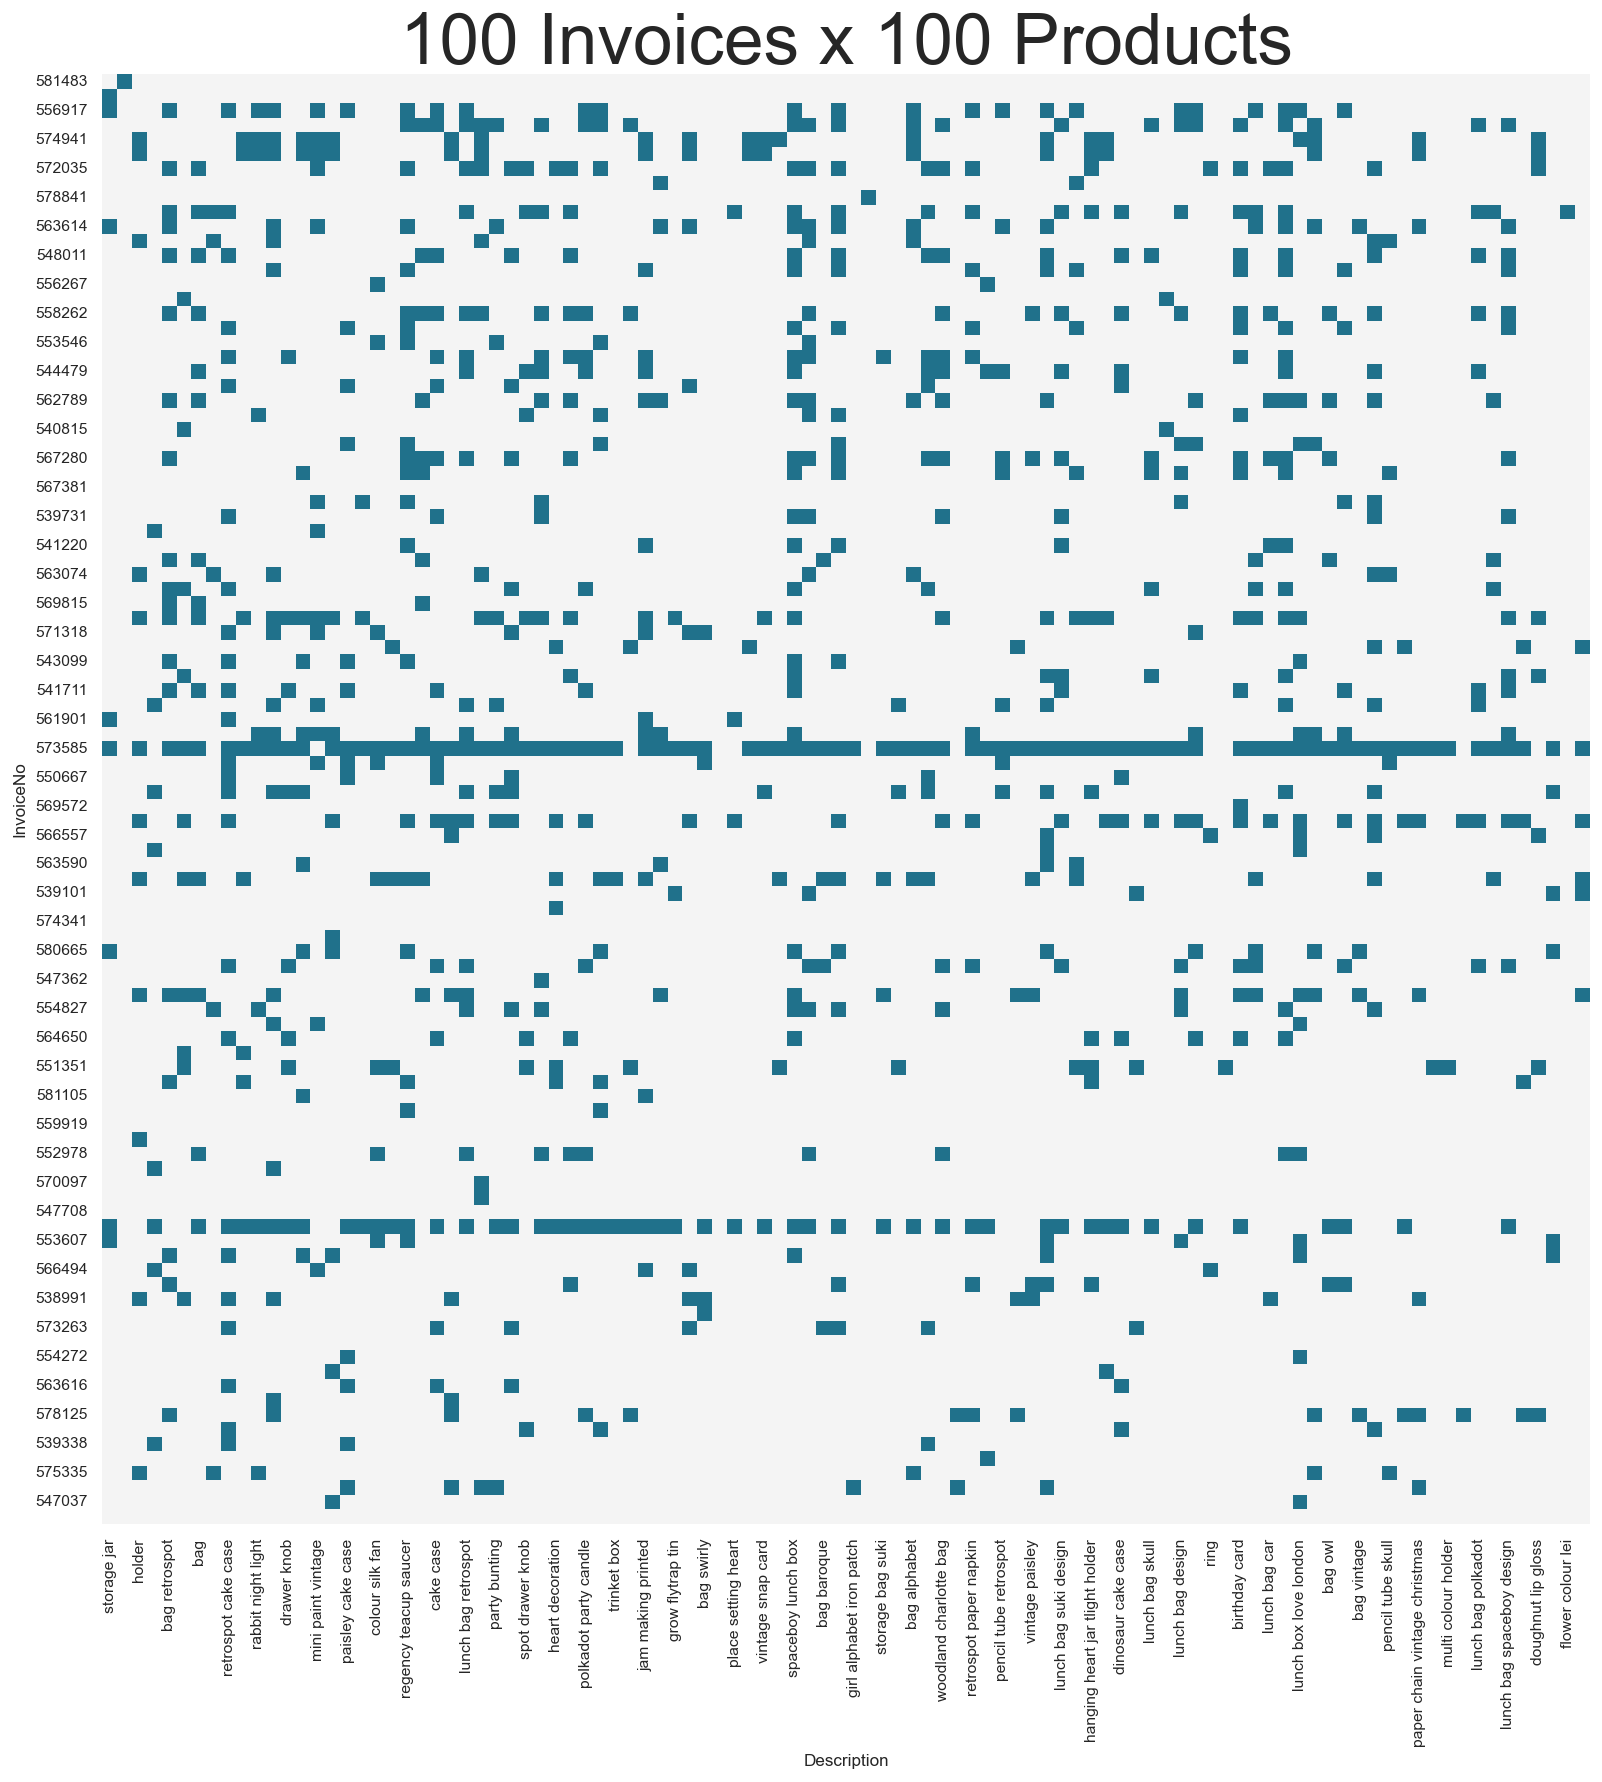 100 Invoices x 100 Products
581483
556917
574941
572035
578841
563614
548011
556267
558262
553546
544479
562789
540815
567280
567381
539731
541220
563074
569815
571318
543099
541711
561901
573585
550667
569572
566557
563590
539101
574341
580665
547362
554827
564650
551351
581105
559919
552978
570097
547708
553607
566494
538991
573263
554272
563616
578125
539338
575335
547037
InvoiceNo
storage jar
holder
bag retrospot
bag
retrospot cake case
rabbit night light
drawer knob
mini paint vintage
paisley cake case
colour silk fan
regency teacup saucer
cake case
lunch bag retrospot
party bunting
spot drawer knob
heart decoration
polkadot party candle
trinket box
jam making printed
grow flytrap tin
bag swirly
place setting heart
vintage snap card
spaceboy lunch box
bag baroque
girl alphabet iron patch
storage bag suki
bag alphabet
woodland charlotte bag
retrospot paper napkin
pencil tube retrospot
vintage paisley
lunch bag suki design
hanging heart jar tlight holder
dinosaur cake case
lunch bag skull
lunch bag design
ring
birthday card
lunch bag car
lunch box love london
bag owl
bag vintage
pencil tube skull
paper chain vintage christmas
multi colour holder
lunch bag polkadot
lunch bag spaceboy design
doughnut lip gloss
flower colour lei
Description